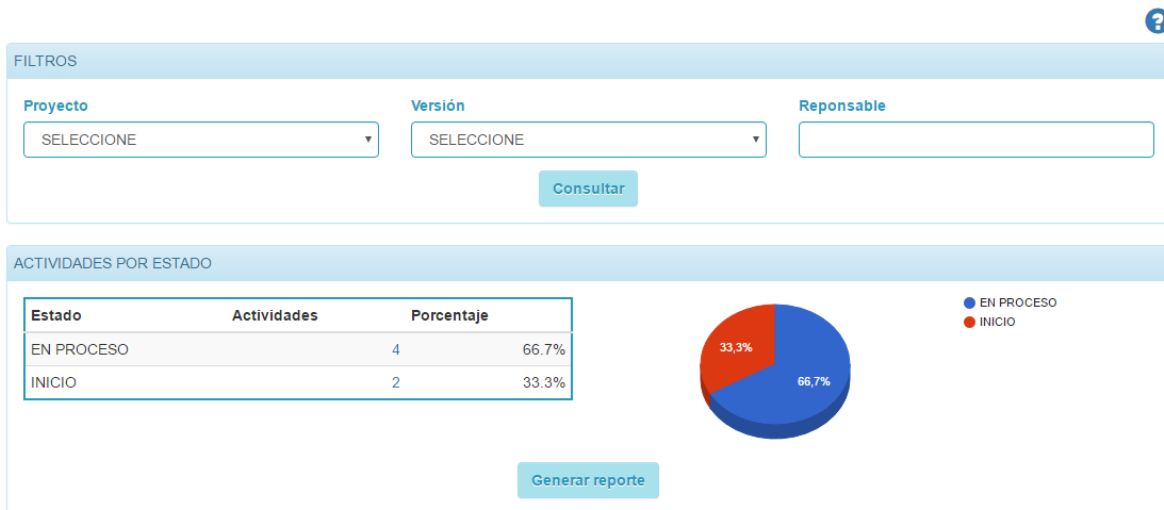 ?
FILTROS
Proyecto Versión Reponsable
SELECCIONE SELECCIONE
Consultar
ACTIVIDADES POR ESTADO
Estado Actividades Porcentaje
EN PROCESO 4 66.7%
INICIO 2 33.3%
33,3%
66,7%
EN PROCESO
INICIO
Generar reporte